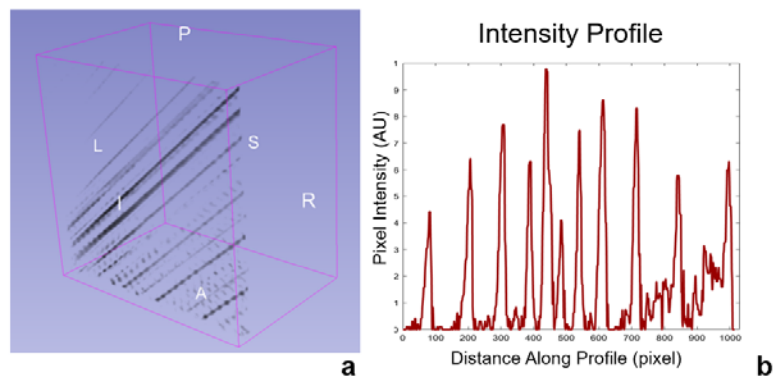 P
L
S
I
R
A
a
Intensity Profile
Pixel Intensity (AU)
9
8
7
6
5
4
3
2
1
0
0 100 200 300 400 500 600 700 800 900 1000
Distance Along Profile (pixel)
b